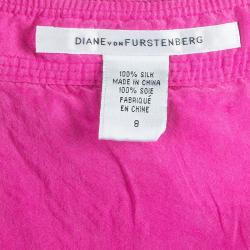 DIANE VON FURSTENBERG
100% SILK
MADE IN CHINA
100% SOIE
FABRIQUÉ
EN CHINE
8